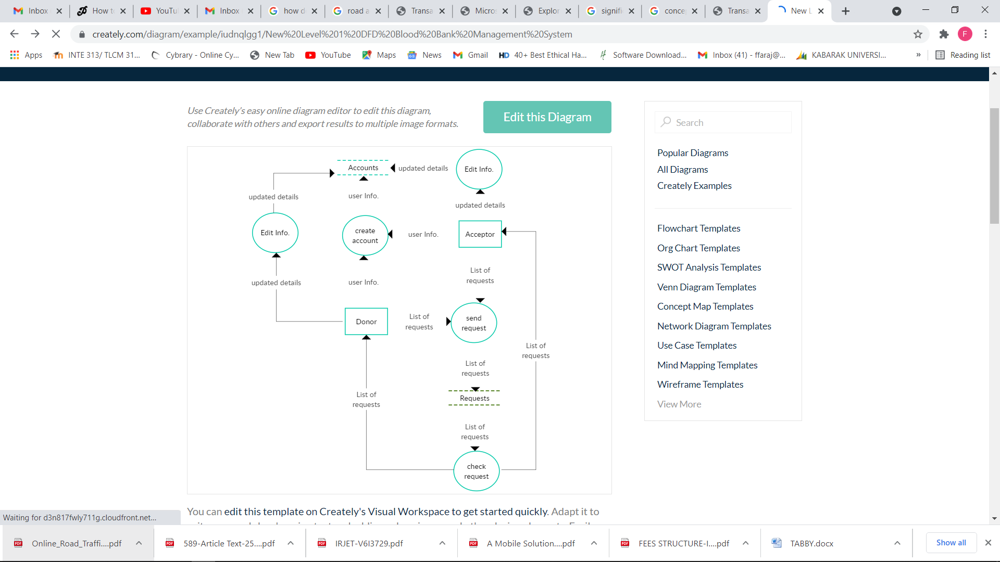 Inbox
How t
YouTu
Inbox
how d
road a
Transa
Micros
Explor
signifi
conce
Transa
New L
creately.com/diagram/example/iudnqlgg1/New%20Level%201%20DFD%20Blood%20Bank%20Management%20System
F
Apps
INTE 313/ TLCM 31...
Cybrary - Online Cy...
New Tab
YouTube
Maps
News
Gmail
HD 40+ Best Ethical Ha...
Software Download...
Inbox (41) - ffaraj@...
KABARAK UNIVERSI...
»
Reading list
Use Creately's easy online diagram editor to edit this diagram,
collaborate with others and export results to multiple image formats.
Edit this Diagram
Accounts
updated details
Edit Info.
updated details
user Info.
updated details
Edit Info.
create
account
user Info.
Acceptor
List of
requests
updated details
user Info.
Donor
List of
requests
send
request
List of
requests
List of
requests
List of
requests
Requests
List of
requests
check
request
You can edit this template on Creately's Visual Workspace to get started quickly. Adapt it to
Search
Popular Diagrams
All Diagrams
Creately Examples
Flowchart Templates
Org Chart Templates
SWOT Analysis Templates
Venn Diagram Templates
Concept Map Templates
Network Diagram Templates
Use Case Templates
Mind Mapping Templates
Wireframe Templates
View More
Waiting for d3n817fwly711g.cloudfront.net...
Online_Road_Traffi....pdf
589-Article Text-25....pdf
IRJET-V6I3729.pdf
A Mobile Solution....pdf
FEES STRUCTURE-I....pdf
TABBY.docx
Show all